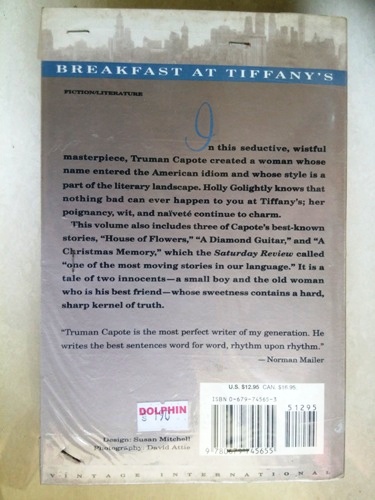 BREAKFAST AT TIFFANY'S
FICTION/LITERATURE
In this seductive, wistful
masterpiece, Truman Capote created a woman whose
name entered the American idiom and whose style is a
part of the literary landscape. Holly Golightly knows that
nothing bad can ever happen to you at Tiffany's; her
poignancy, wit, and naïveté continue to charm.
This volume also includes three of Capote's best-known
stories, "House of Flowers," "A Diamond Guitar," and "A
Christmas Memory," which the Saturday Review called
"one of the most moving stories in our language." It is a
tale of two innocents—a small boy and the old woman
who is his best friend—whose sweetness contains a hard,
sharp kernel of truth.
"Truman Capote is the most perfect writer of my generation. He
writes the best sentences word for word, rhythm upon rhythm."
—Norman Mailer
U.S. $12.95 CAN. $19.95
ISBN 0-679-74565-3
51295
DOLPHIN
Design: Susan Mitchell
Photography: David Attie
9 780679 745655
VINTAGE INTERNATIONAL